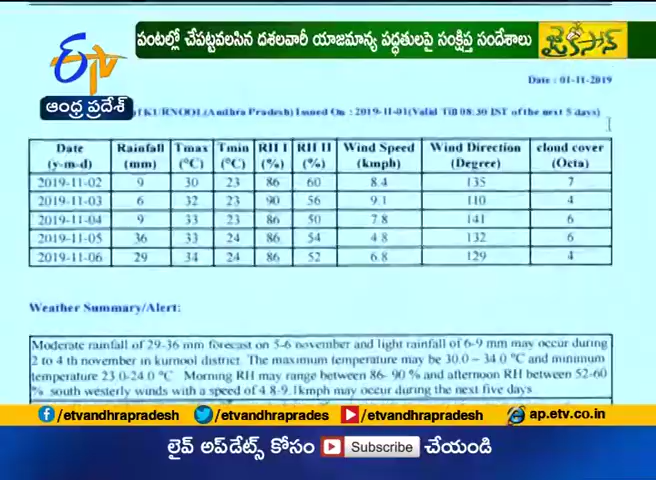 పంటల్లో చేపట్టవలసిన దశలవారీ యాజమాన్య పద్ధతులపై సంక్షిప్త సందేశాలు
జైకిసాన్
ETV
ఆంధ్ర ప్రదేశ్
Date : 01-11-2019
of KURNOOL(Andhra Pradesh) Issued On : 2019-11-01(Valid Till 08:30 IST of the next 5 days)
Date Rainfall Tmax Tmin RH I RH II Wind Speed Wind Direction cloud cover
(y-m-d) (mm) (°C) (°C) (%) (%) (kmph) (Degree) (Octa)
2019-11-02 9 30 23 86 60 8.4 135 7
2019-11-03 6 32 23 90 56 9.1 110 4
2019-11-04 9 33 23 86 50 7.8 141 6
2019-11-05 36 33 24 86 54 4.8 132 6
2019-11-06 29 34 24 86 52 6.8 129 4
Weather Summary/Alert:
Moderate rainfall of 29-36 mm forecast on 5-6 november and light rainfall of 6-9 mm may occur during
2 to 4 th november in kurnool district. The maximum temperature may be 30.0 – 34.0 °C and minimum
temperature 23.0-24.0 °C Morning RH may range between 86- 90 % and afternoon RH between 52-60
% south westerly winds with a speed of 4.8-9.1kmph may occur during the next five days.
/etvandhrapradesh /etvandhraprades /etvandhrapradesh ap.etv.co.in
లైవ్ అప్‌డేట్స్ కోసం Subscribe చేయండి